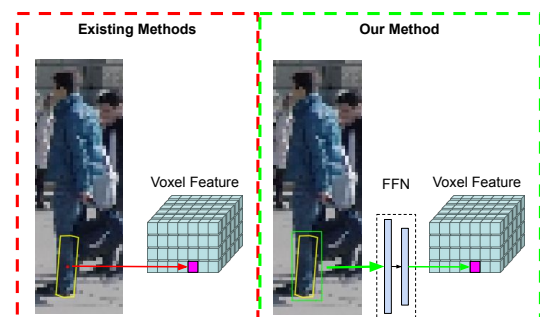 Existing Methods
Our Method
Voxel Feature
FFN
Voxel Feature